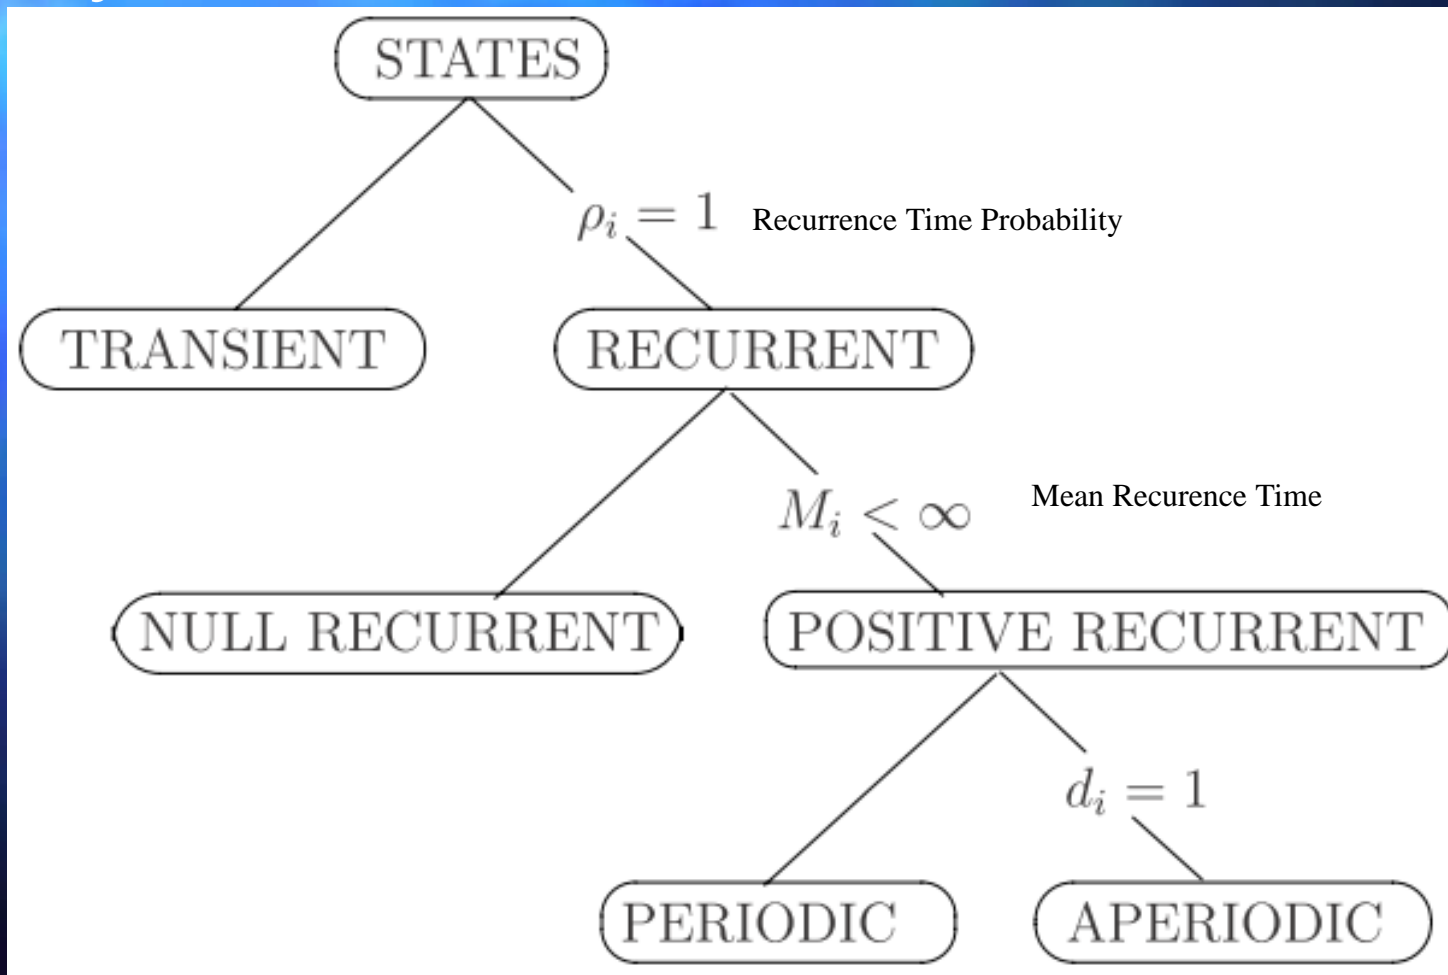 STATES
ρᵢ = 1
Recurrence Time Probability
TRANSIENT
RECURRENT
Mᵢ < ∞
Mean Recurence Time
NULL RECURRENT
POSITIVE RECURRENT
dᵢ = 1
PERIODIC
APERIODIC